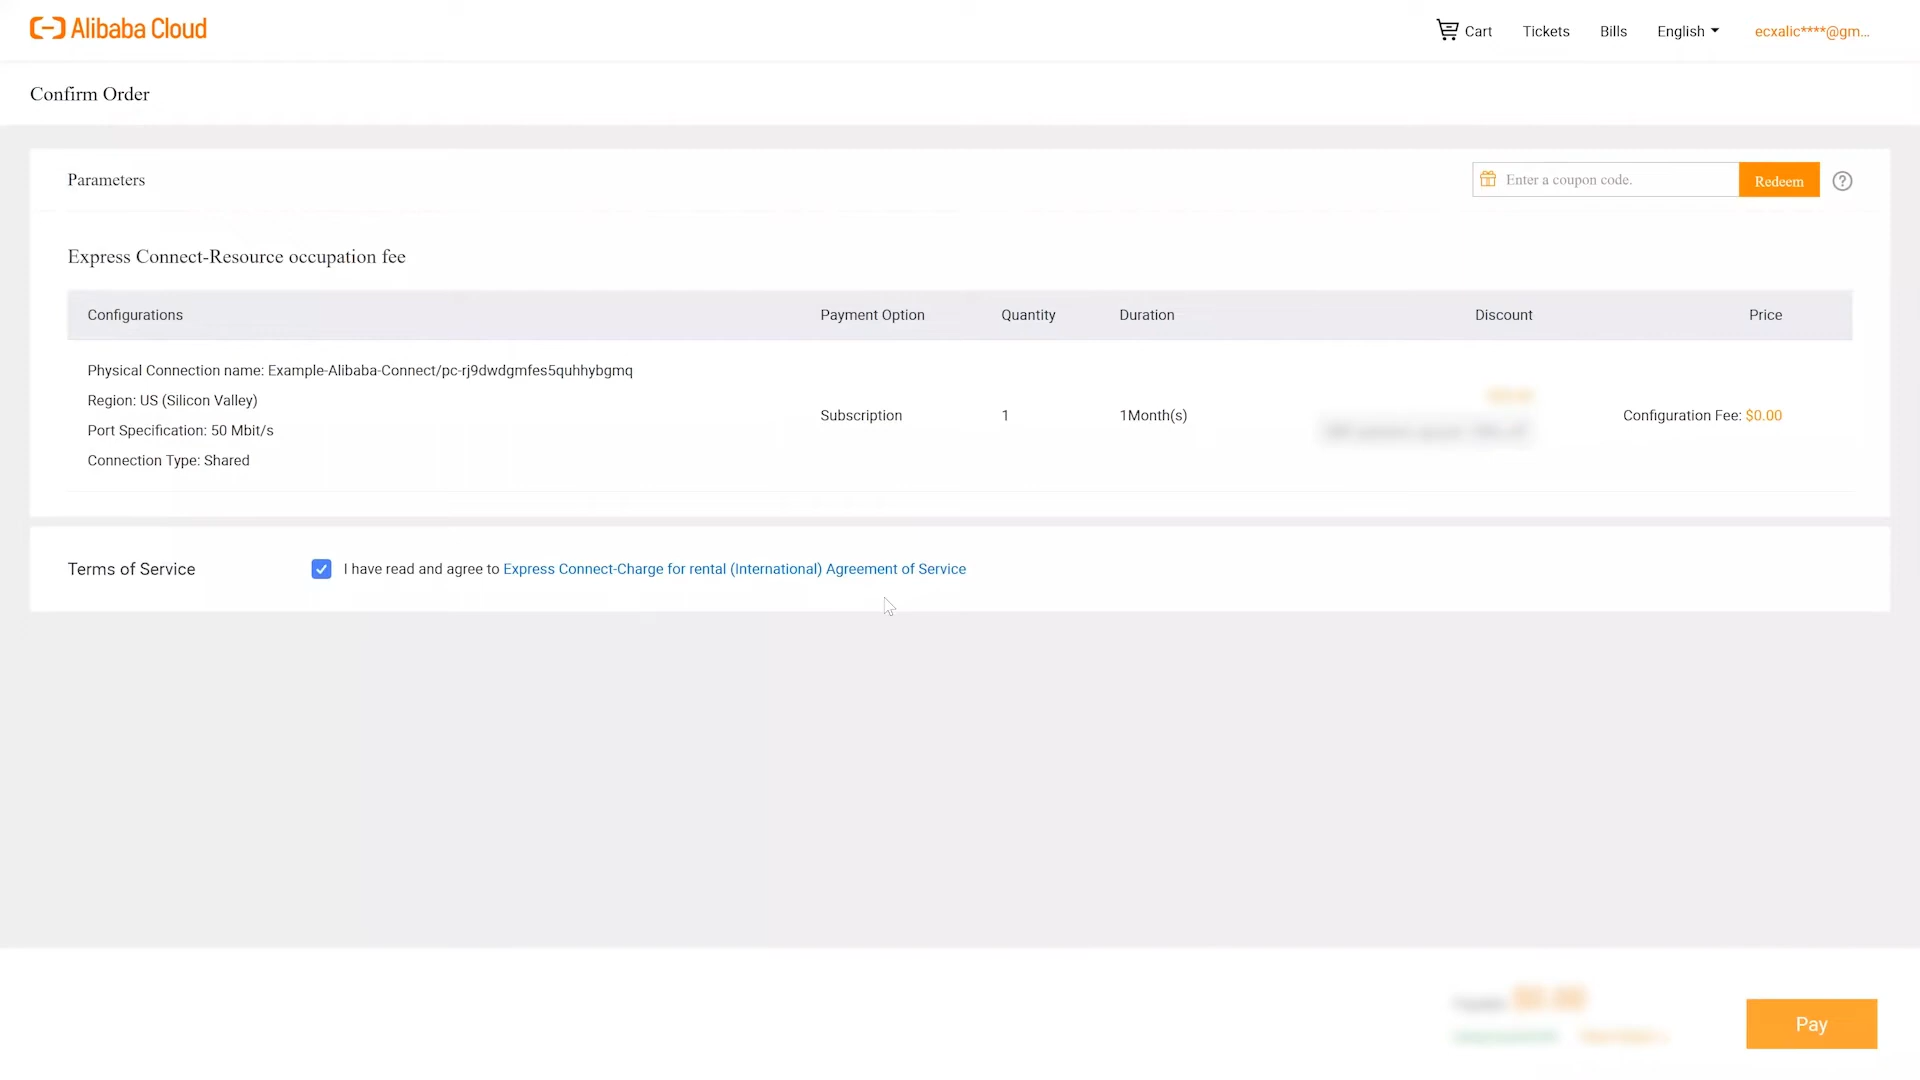 Alibaba Cloud
Cart
Tickets
Bills
English
ecxalic****@gm...
Confirm Order
Parameters
Enter a coupon code.
Redeem
?
Express Connect-Resource occupation fee
Configurations
Payment Option
Quantity
Duration
Discount
Price
Physical Connection name: Example-Alibaba-Connect/pc-rj9dwdgmfes5quhhybgmq
Region: US (Silicon Valley)
Port Specification: 50 Mbit/s
Connection Type: Shared
Subscription
1
1Month(s)
Configuration Fee: $0.00
Terms of Service
I have read and agree to Express Connect-Charge for rental (International) Agreement of Service
Pay